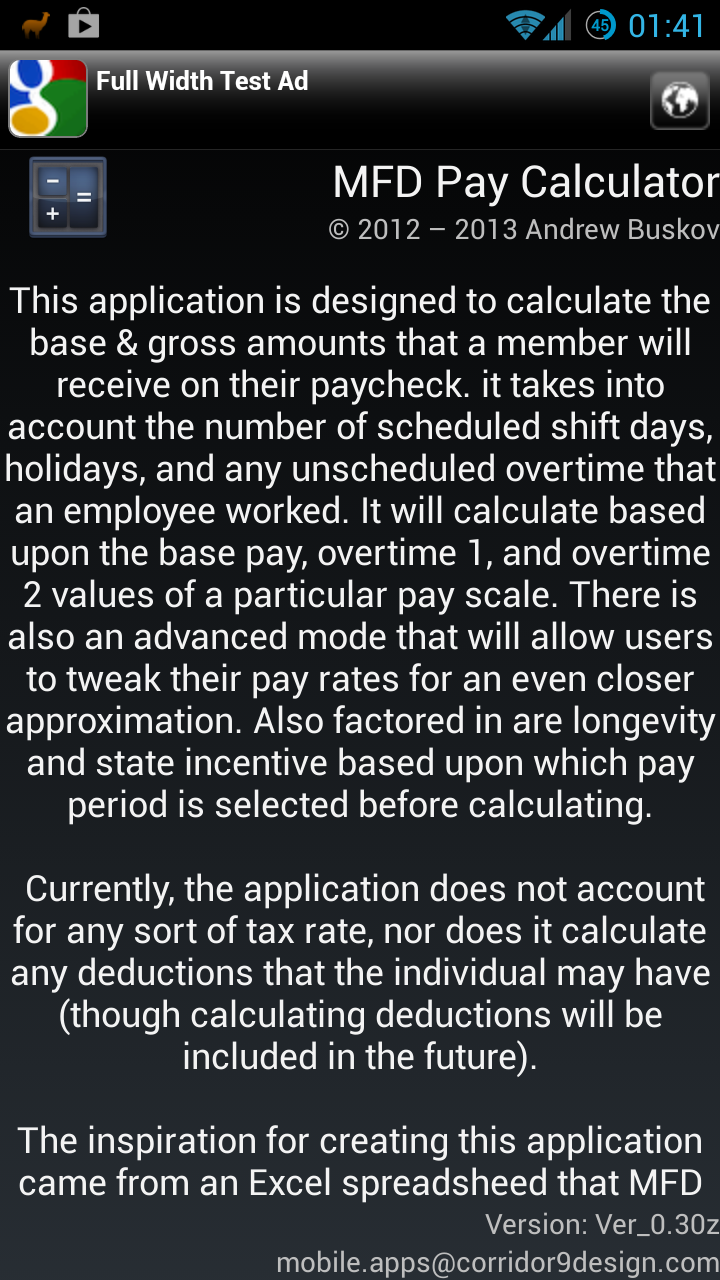 45 01:41
Full Width Test Ad
− =
+
MFD Pay Calculator
© 2012 – 2013 Andrew Buskov
This application is designed to calculate the
base & gross amounts that a member will
receive on their paycheck. it takes into
account the number of scheduled shift days,
holidays, and any unscheduled overtime that
an employee worked. It will calculate based
upon the base pay, overtime 1, and overtime
2 values of a particular pay scale. There is
also an advanced mode that will allow users
to tweak their pay rates for an even closer
approximation. Also factored in are longevity
and state incentive based upon which pay
period is selected before calculating.
Currently, the application does not account
for any sort of tax rate, nor does it calculate
any deductions that the individual may have
(though calculating deductions will be
included in the future).
The inspiration for creating this application
came from an Excel spreadsheed that MFD
Version: Ver_0.30z
mobile.apps@corridor9design.com